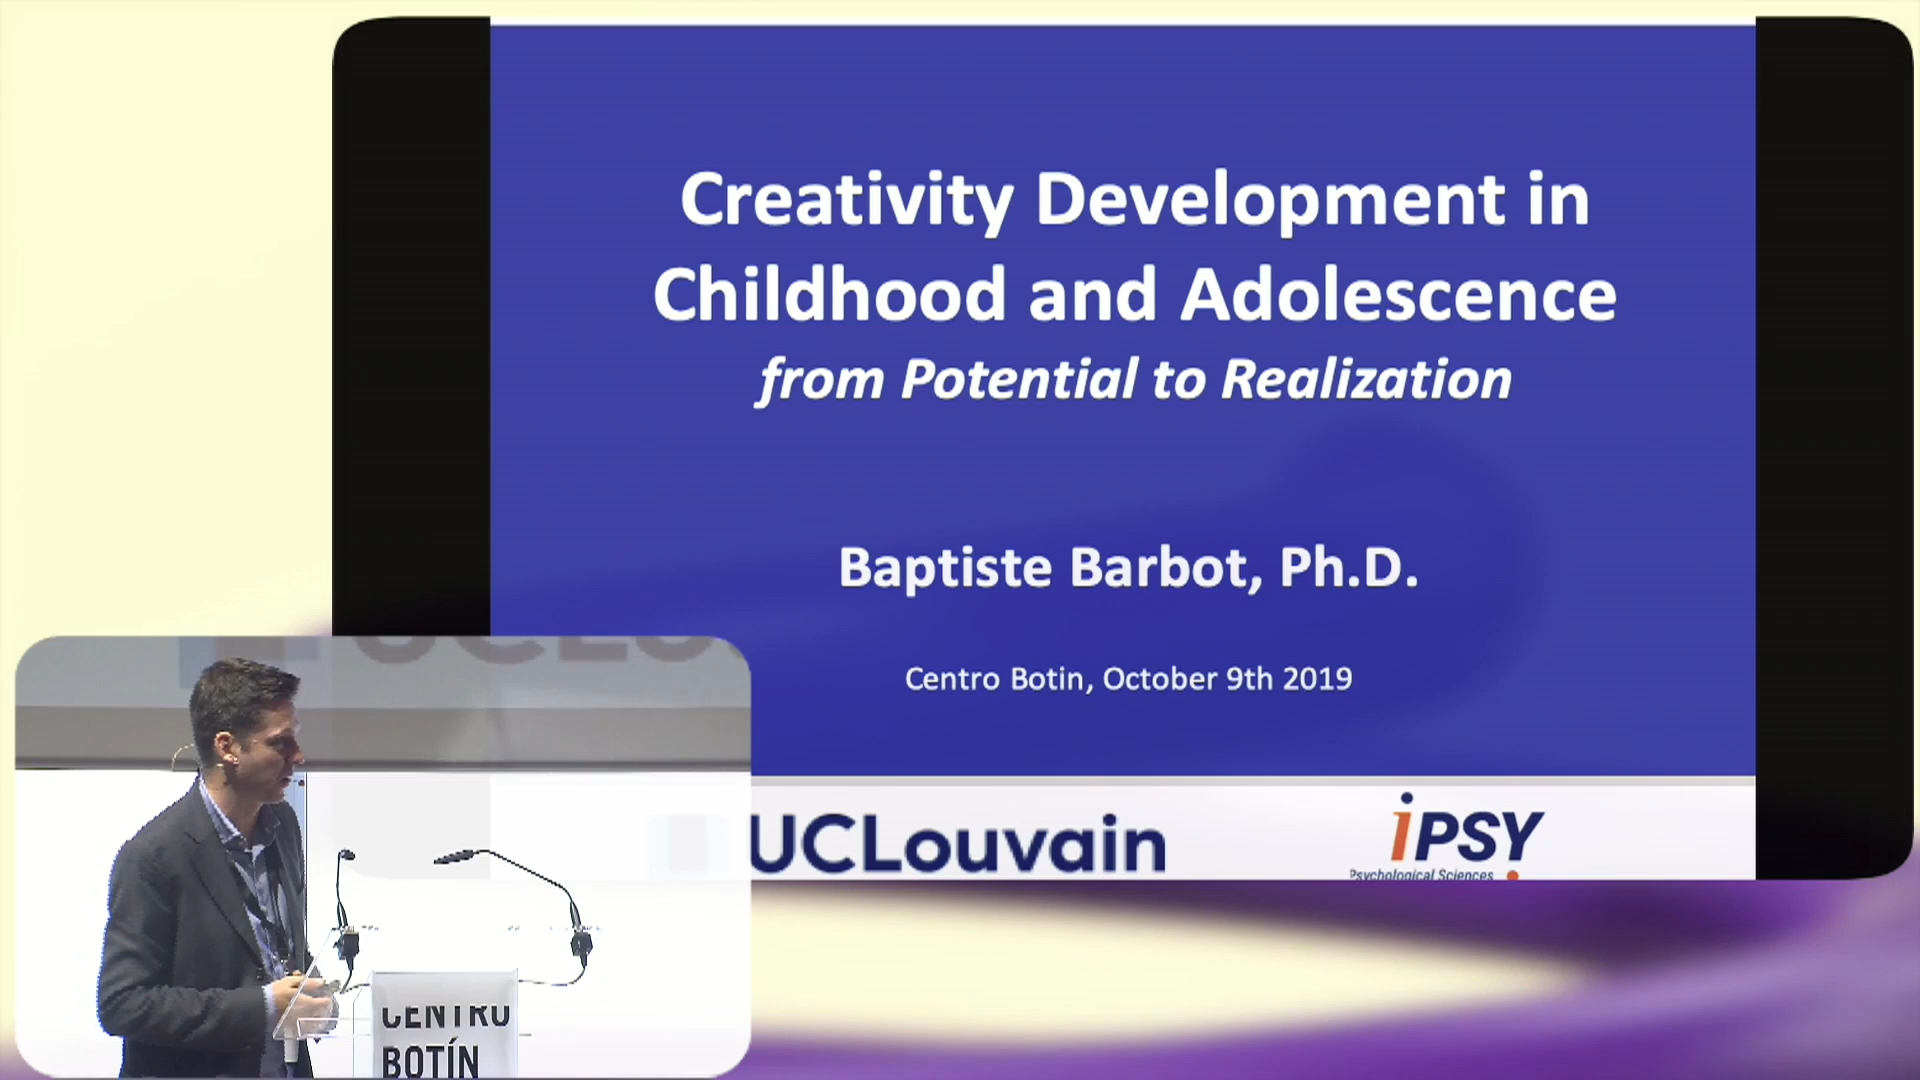 Creativity Development in
Childhood and Adolescence
from Potential to Realization
Baptiste Barbot, Ph.D.
Centro Botin, October 9th 2019
UCLouvain
iPSY
Psychological Sciences
UCLou
CENTRO
BOTÍN